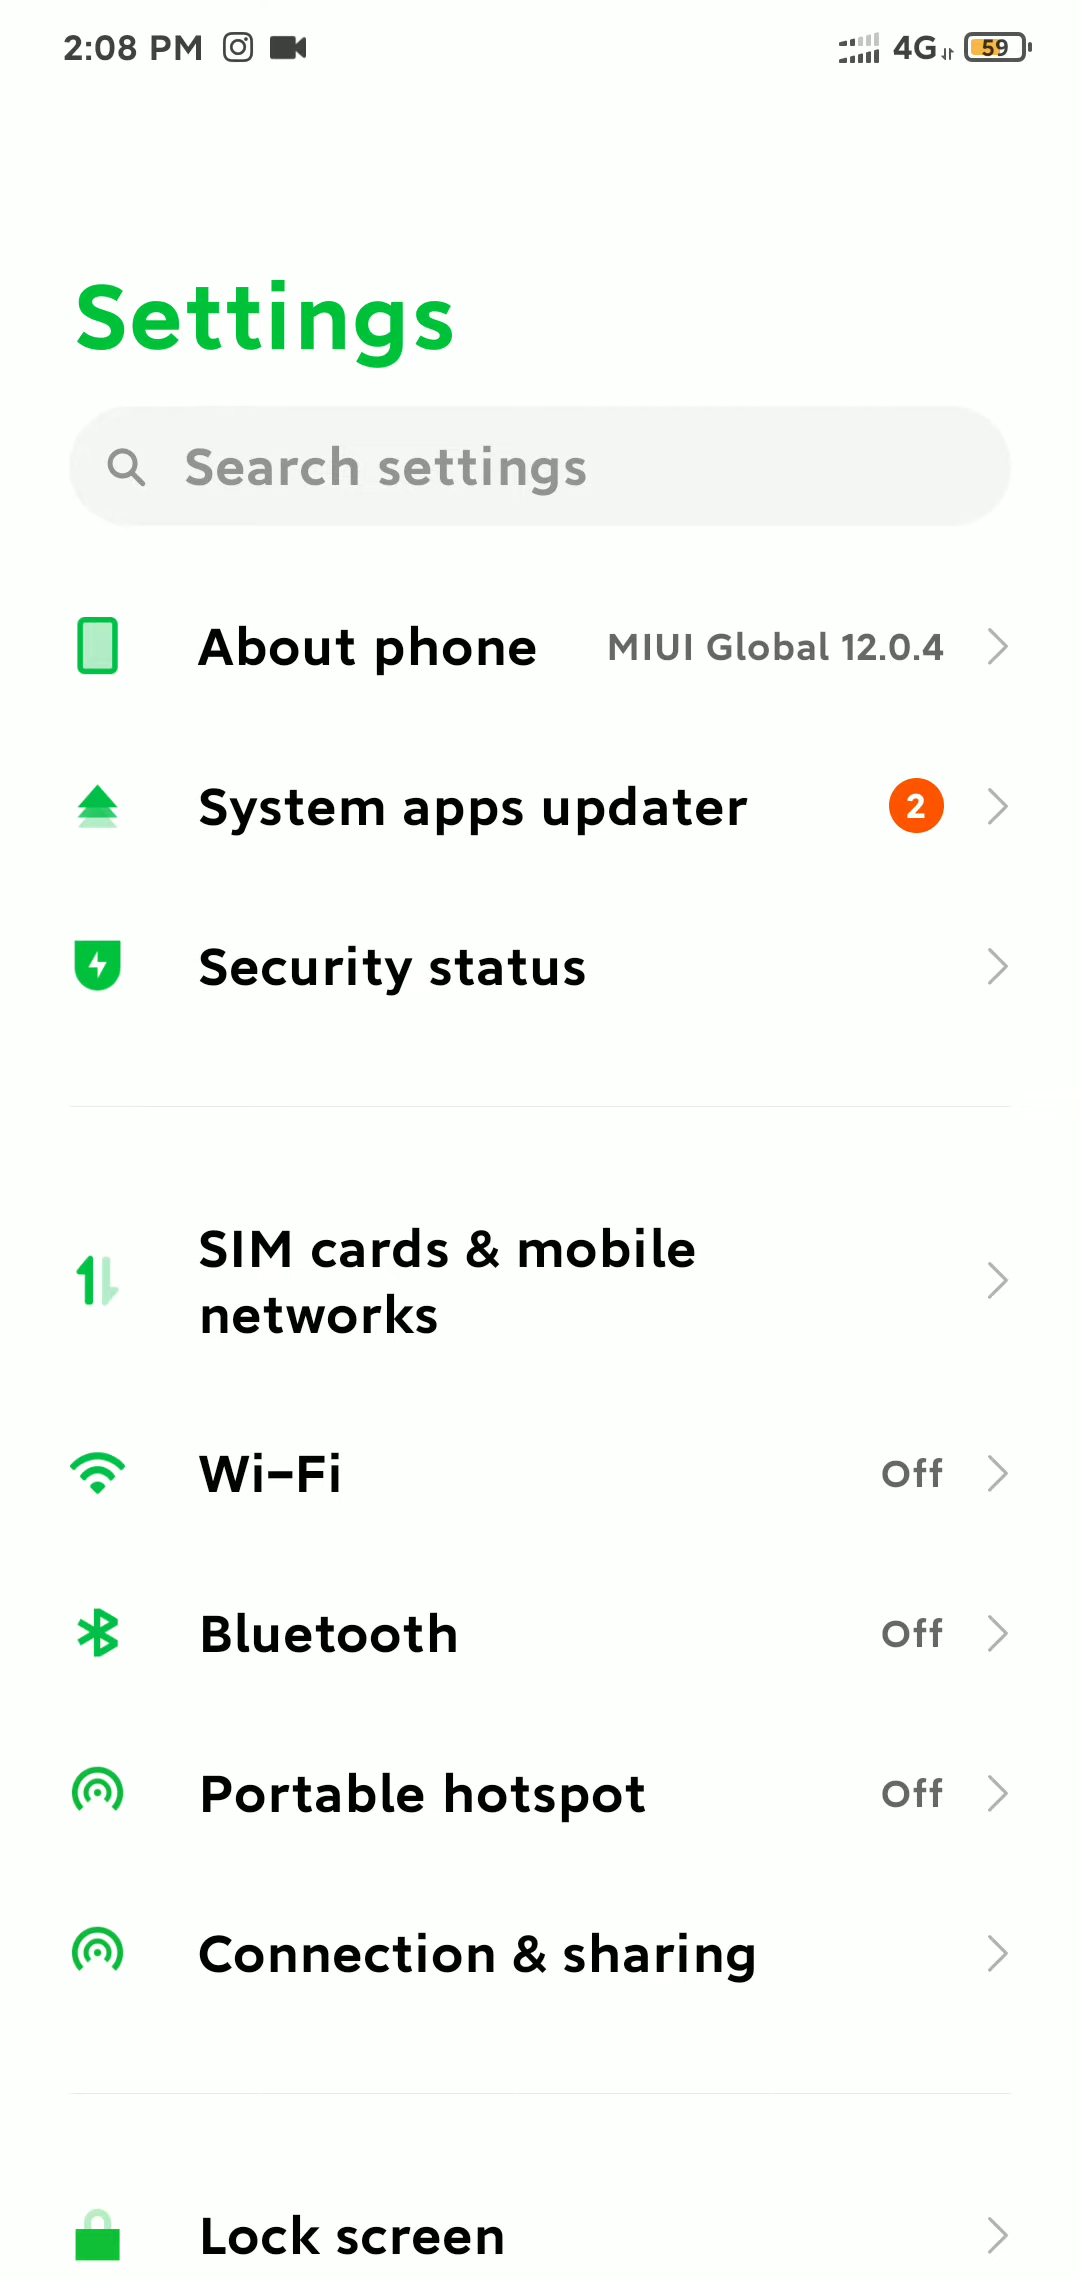 2:08 PM 4G 59
Settings
Search settings
About phone MIUI Global 12.0.4
System apps updater 2
Security status
SIM cards & mobile
networks
Wi-Fi Off
Bluetooth Off
Portable hotspot Off
Connection & sharing
Lock screen